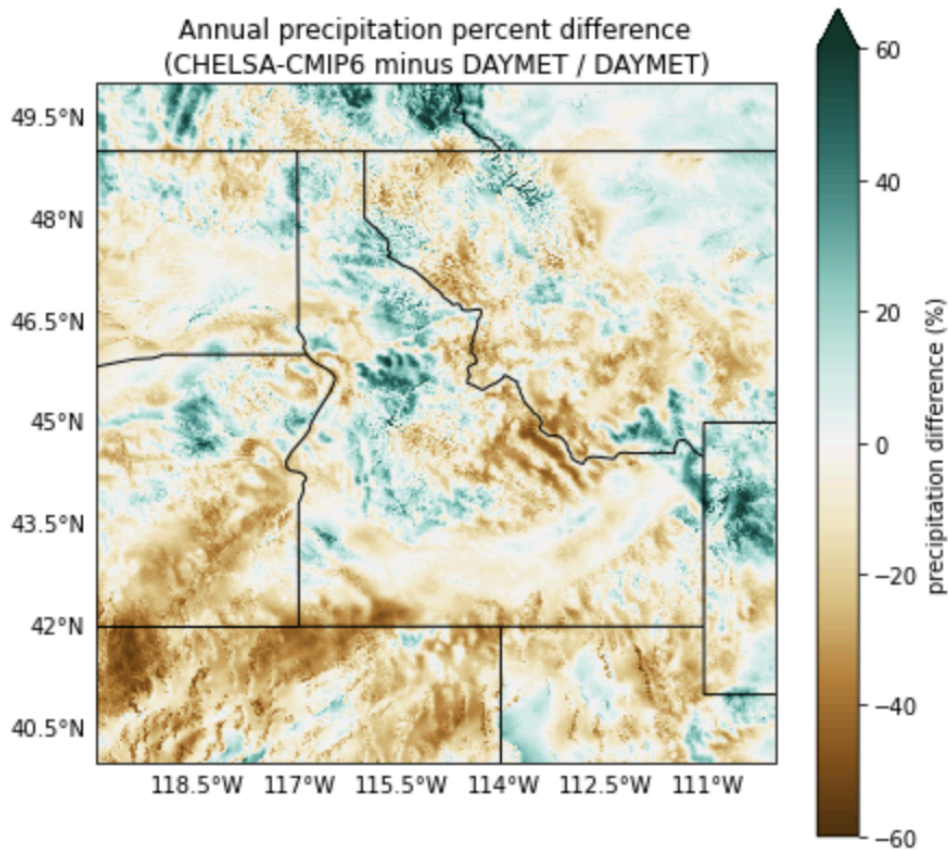 Annual precipitation percent difference
(CHELSA-CMIP6 minus DAYMET / DAYMET)
49.5°N
48°N
46.5°N
45°N
43.5°N
42°N
40.5°N
118.5°W
117°W
115.5°W
114°W
112.5°W
111°W
60
40
20
0
−20
−40
−60
precipitation difference (%)